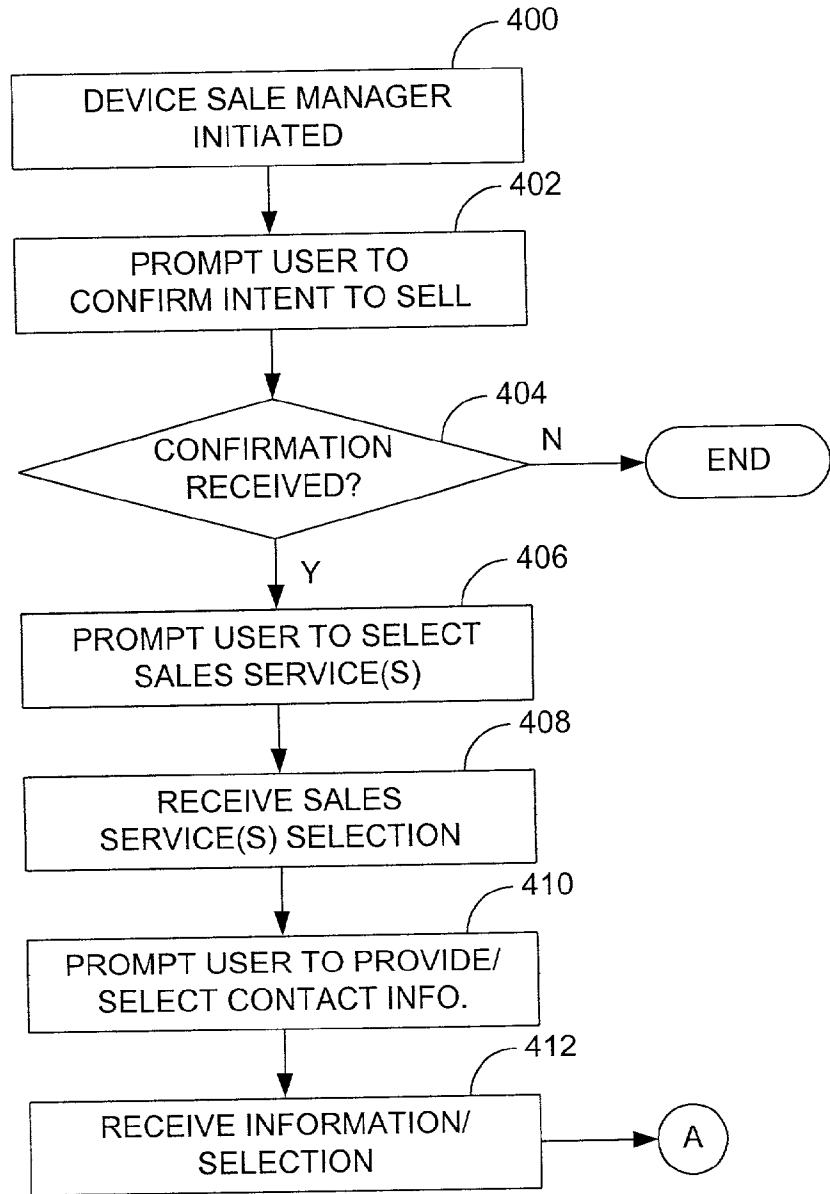 400
DEVICE SALE MANAGER
INITIATED
402
PROMPT USER TO
CONFIRM INTENT TO SELL
404
CONFIRMATION
RECEIVED?
N
END
Y
406
PROMPT USER TO SELECT
SALES SERVICE(S)
408
RECEIVE SALES
SERVICE(S) SELECTION
410
PROMPT USER TO PROVIDE/
SELECT CONTACT INFO.
412
RECEIVE INFORMATION/
SELECTION
A